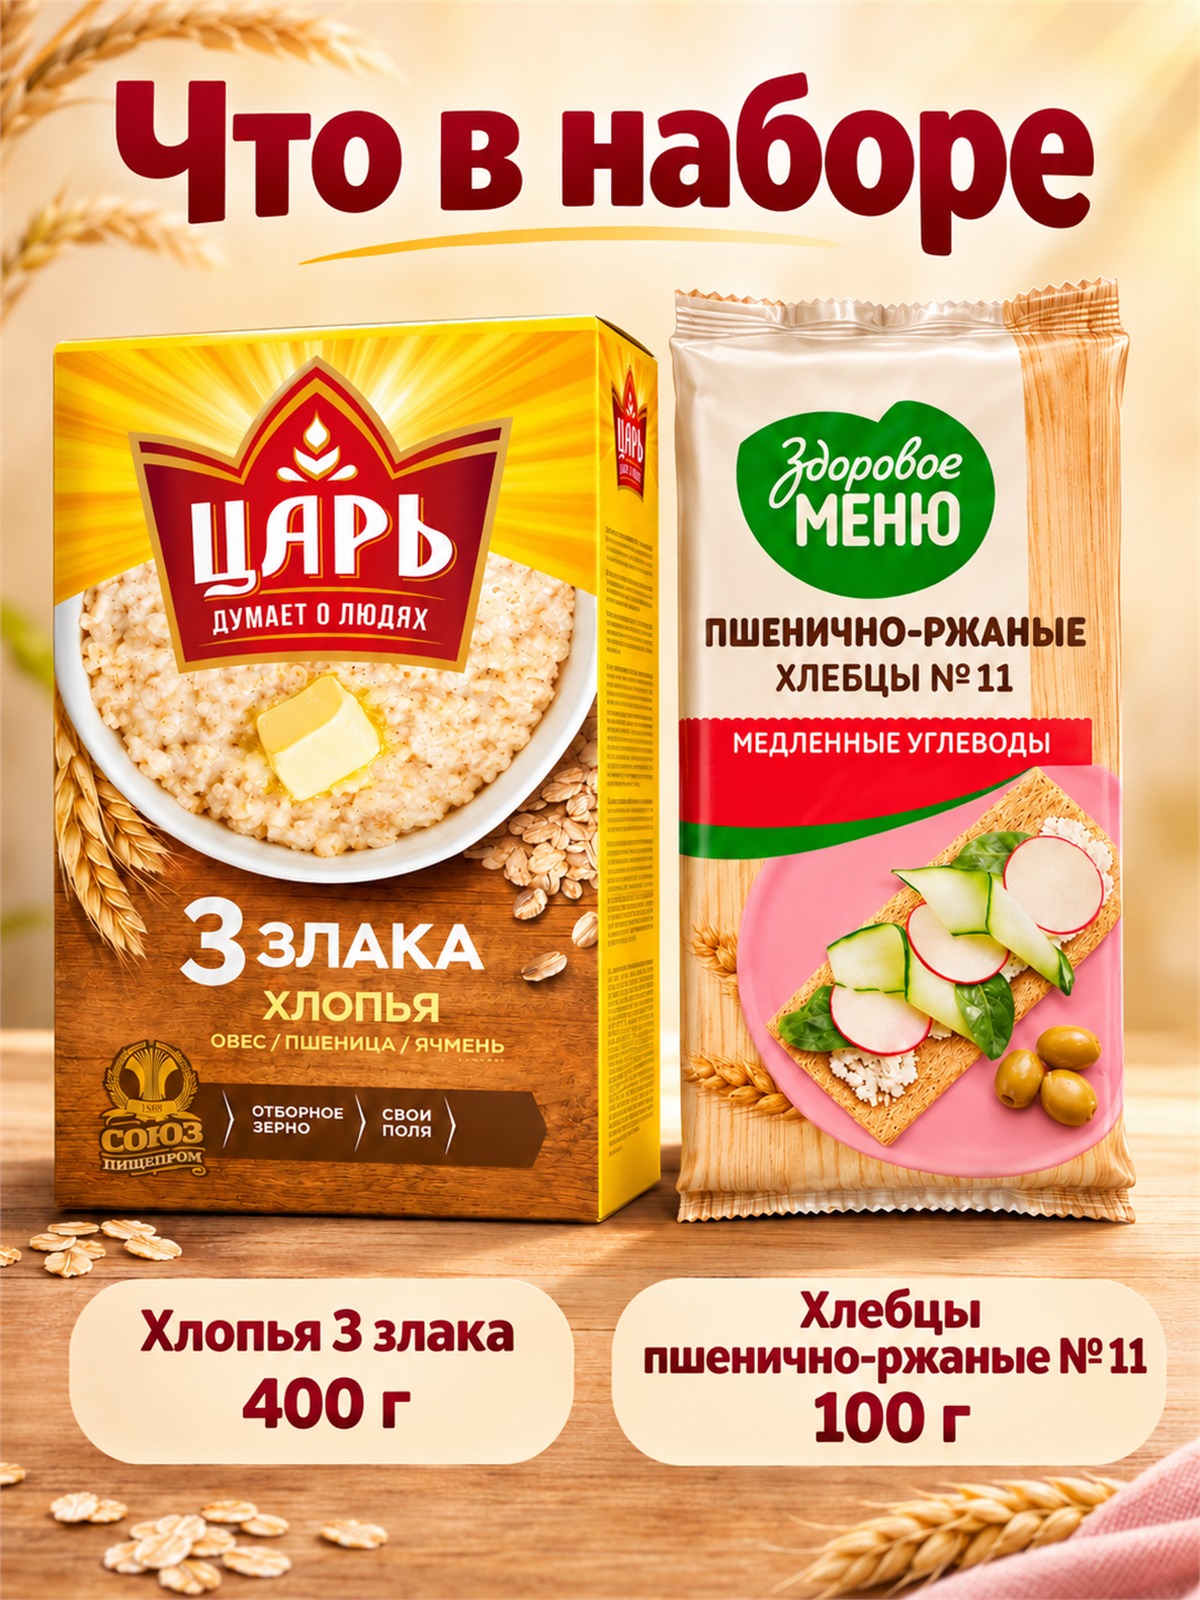 Что в наборе
ЦАРЬ
ДУМАЕТ О ЛЮДЯХ
3 ЗЛАКА
ХЛОПЬЯ
ОВЕС / ПШЕНИЦА / ЯЧМЕНЬ
СОЮЗ
ПИЩЕПРОМ
ОТБОРНОЕ
ЗЕРНО
СВОИ
ПОЛЯ
ЦАРЬ
Здоровое
МЕНЮ
ПШЕНИЧНО-РЖАНЫЕ
ХЛЕБЦЫ № 11
МЕДЛЕННЫЕ УГЛЕВОДЫ
Хлопья 3 злака
400 г
Хлебцы
пшенично-ржаные № 11
100 г